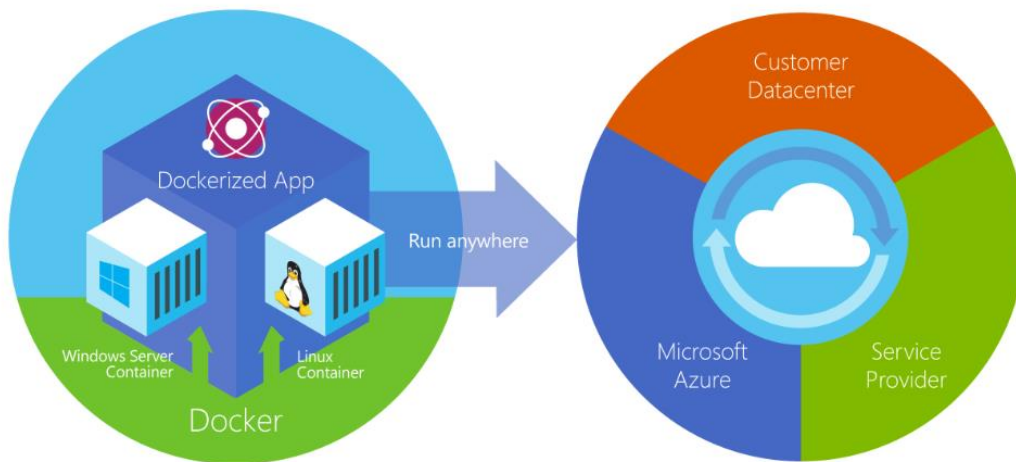 Dockerized App
Windows Server
Container
Linux
Container
Docker
Run anywhere
Customer
Datacenter
Microsoft
Azure
Service
Provider